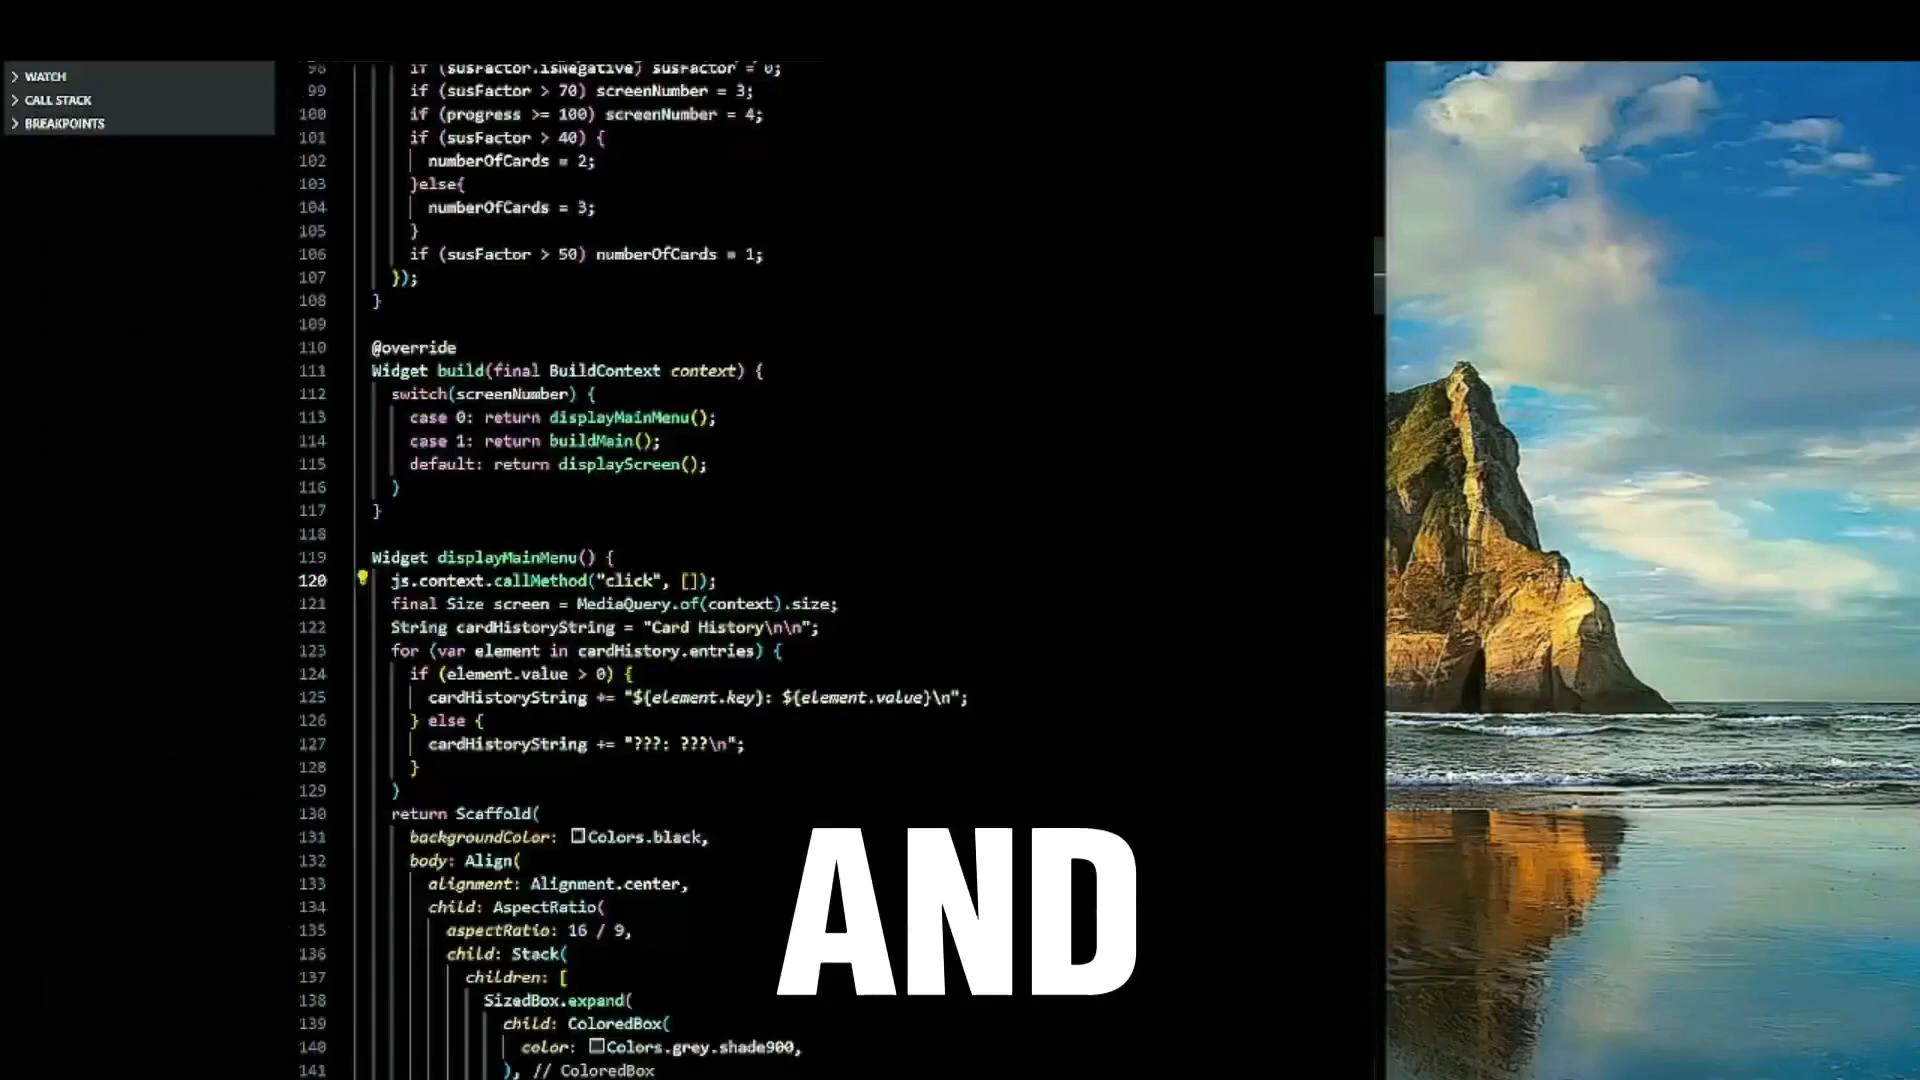 WATCH
CALL STACK
BREAKPOINTS
98 if (susFactor.isNegative) susFactor = 0;
99 if (susFactor > 70) screenNumber = 3;
100 if (progress >= 100) screenNumber = 4;
101 if (susFactor > 40) {
102 numberOfCards = 2;
103 }else{
104 numberOfCards = 3;
105 }
106 if (susFactor > 50) numberOfCards = 1;
107 });
108 }
109
110 @override
111 Widget build(final BuildContext context) {
112 switch(screenNumber) {
113 case 0: return displayMainMenu();
114 case 1: return buildMain();
115 default: return displayScreen();
116 }
117 }
118
119 Widget displayMainMenu() {
120 js.context.callMethod("click", []);
121 final Size screen = MediaQuery.of(context).size;
122 String cardHistoryString = "Card History\n\n";
123 for (var element in cardHistory.entries) {
124 if (element.value > 0) {
125 cardHistoryString += "${element.key}: ${element.value}\n";
126 } else {
127 cardHistoryString += "???: ???\n";
128 }
129 }
130 return Scaffold(
131 backgroundColor: Colors.black,
132 body: Align(
133 alignment: Alignment.center,
134 child: AspectRatio(
135 aspectRatio: 16 / 9,
136 child: Stack(
137 children: [
138 SizedBox.expand(
139 child: ColoredBox(
140 color: Colors.grey.shade900,
141 ), // ColoredBox
AND